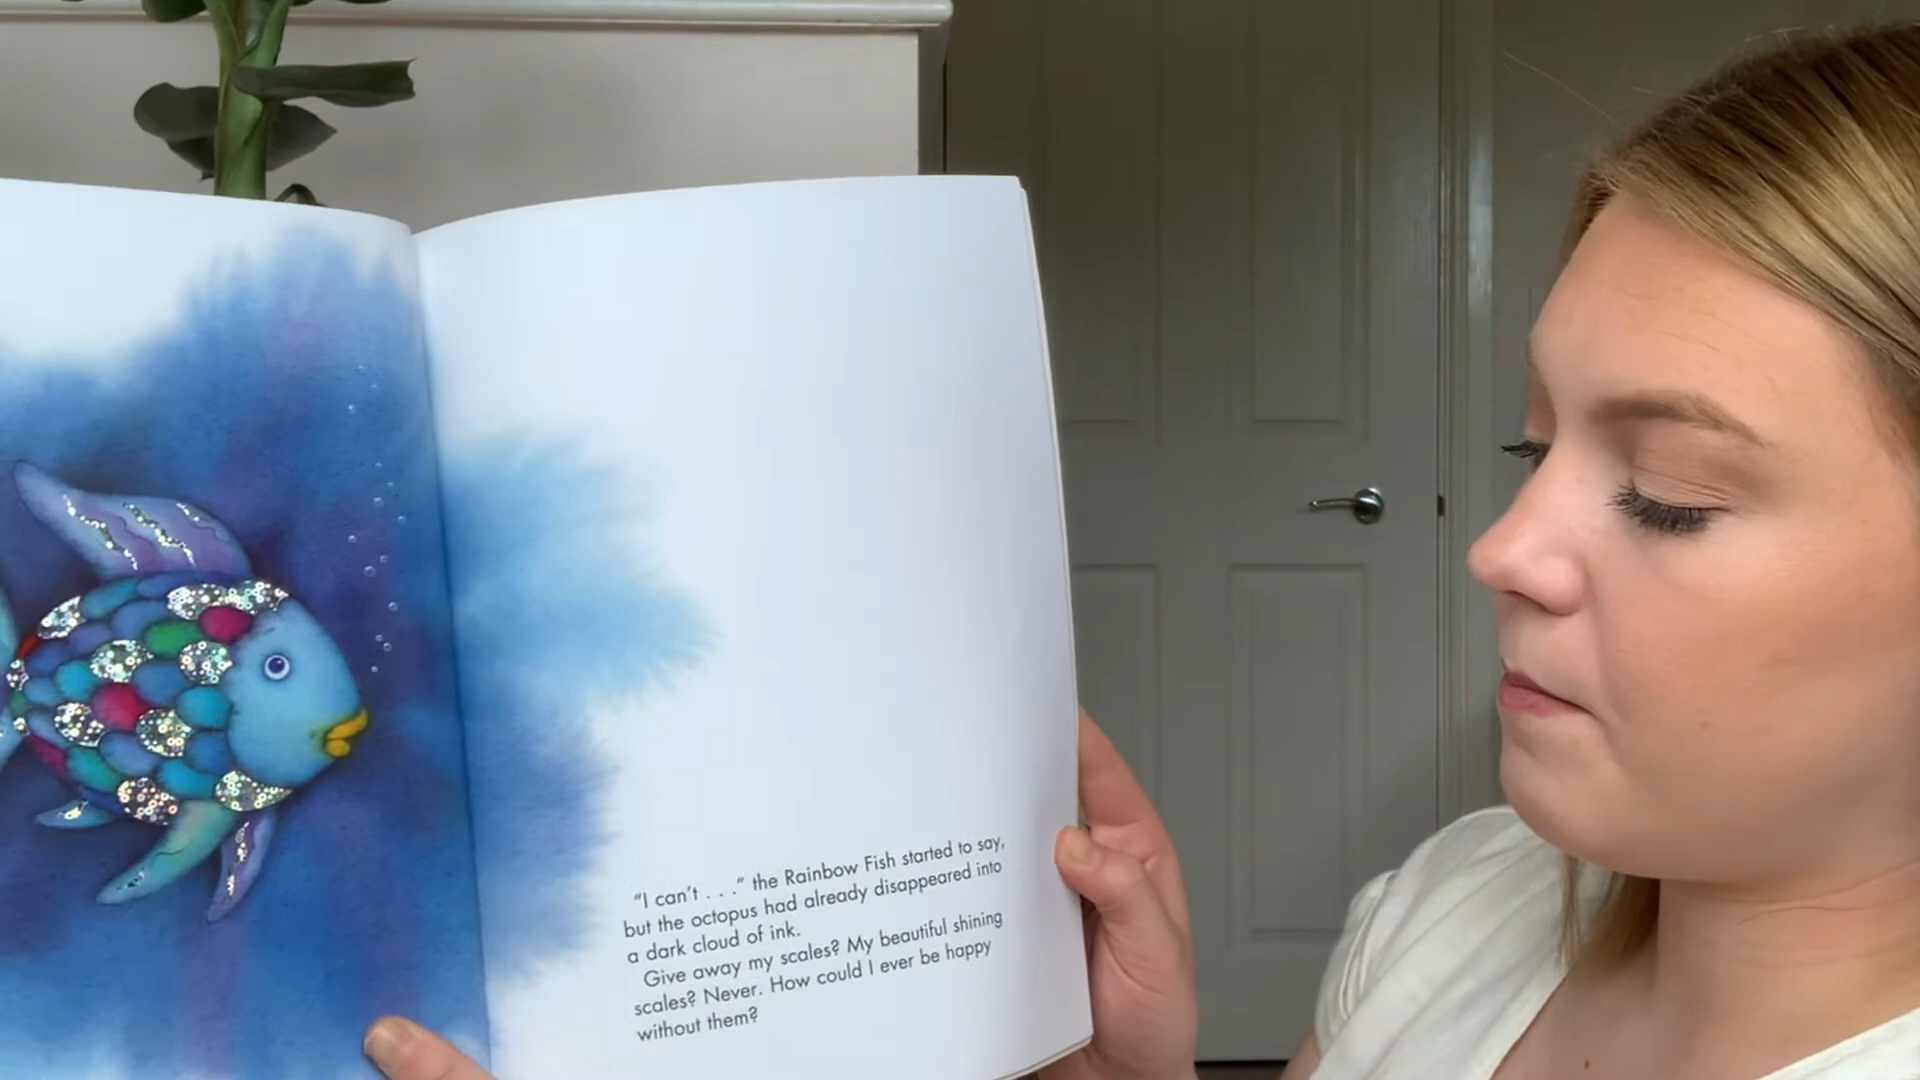 “I can’t . . .” the Rainbow Fish started to say,
but the octopus had already disappeared into
a dark cloud of ink.
Give away my scales? My beautiful shining
scales? Never. How could I ever be happy
without them?